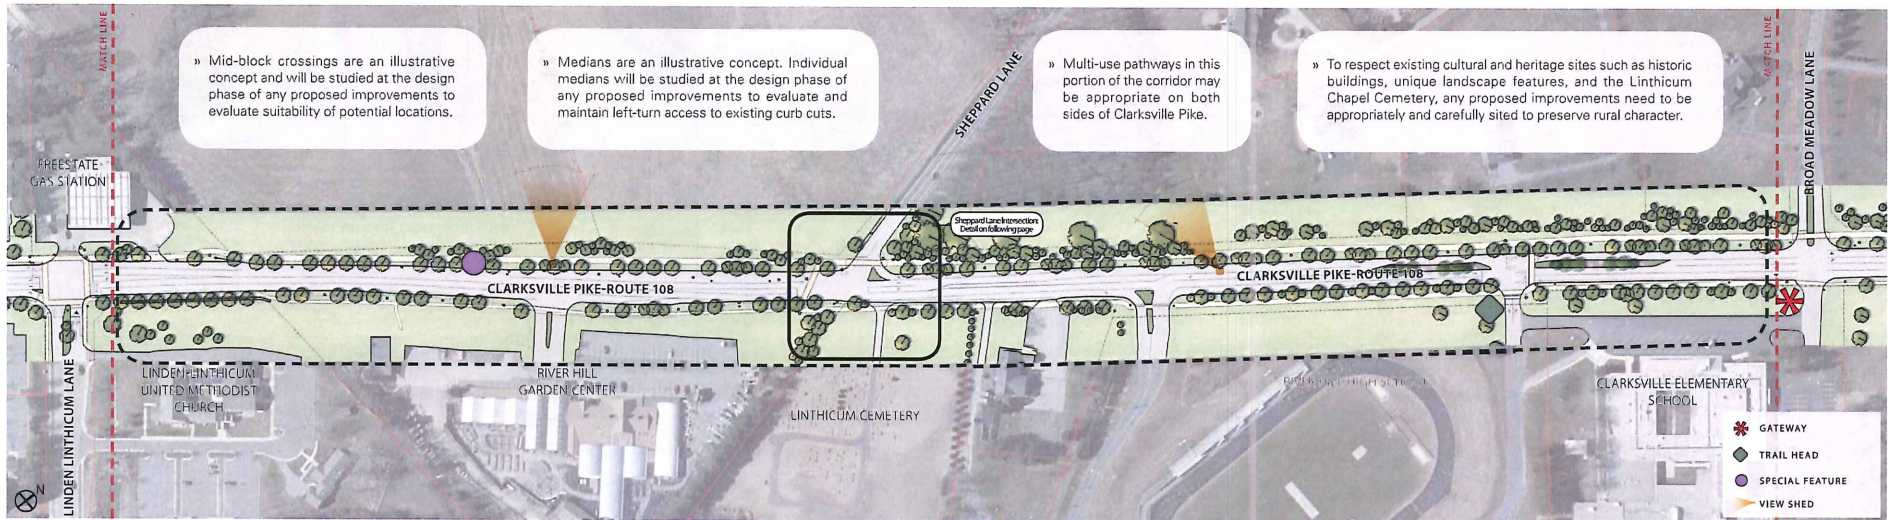 MATCH LINE
» Mid-block crossings are an illustrative
concept and will be studied at the design
phase of any proposed improvements to
evaluate suitability of potential locations.
» Medians are an illustrative concept. Individual
medians will be studied at the design phase of
any proposed improvements to evaluate and
maintain left-turn access to existing curb cuts.
SHEPPARD LANE
» Multi-use pathways in this
portion of the corridor may
be appropriate on both
sides of Clarksville Pike.
» To respect existing cultural and heritage sites such as historic
buildings, unique landscape features, and the Linthicum
Chapel Cemetery, any proposed improvements need to be
appropriately and carefully sited to preserve rural character.
MATCH LINE
BROAD MEADOW LANE
FREESTATE
GAS STATION
Sheppard Lane Intersection:
Detail on following page
CLARKSVILLE PIKE-ROUTE 108
CLARKSVILLE PIKE-ROUTE 108
LINDEN LINTHICUM LANE
LINDEN-LINTHICUM
UNITED METHODIST
CHURCH
RIVER HILL
GARDEN CENTER
LINTHICUM CEMETERY
RIVER HILL HIGH SCHOOL
CLARKSVILLE ELEMENTARY
SCHOOL
GATEWAY
TRAIL HEAD
SPECIAL FEATURE
VIEW SHED
N